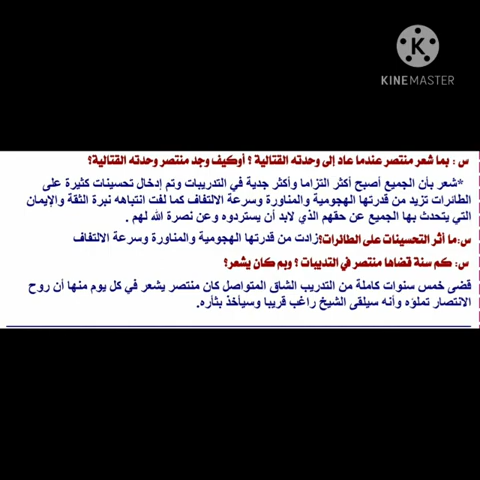 KINEMASTER
س : بما شعر منتصر عندما عاد إلى وحدته القتالية ؟ أوكيف وجد منتصر وحدته القتالية؟
*شعر بأن الجميع أصبح أكثر التزاما وأكثر جدية في التدريبات وتم إدخال تحسينات كثيرة على
الطائرات تزيد من قدرتها الهجومية والمناورة وسرعة الالتفاف كما لفت انتباهه نبرة الثقة والإيمان
التي يتحدث بها الجميع عن حقهم الذي لابد أن يستردوه وعن نصرة الله لهم .
س:ما أثر التحسينات على الطائرات؟زادت من قدرتها الهجومية والمناورة وسرعة الالتفاف
س: كم سنة قضاها منتصر في التدييات ؟ وبم كان يشعر؟
قضى خمس سنوات كاملة من التدريب الشاق المتواصل كان منتصر يشعر في كل يوم منها أن روح
الانتصار تملؤه وأنه سيلقى الشيخ راغب قريبا وسيأخذ بثأره.